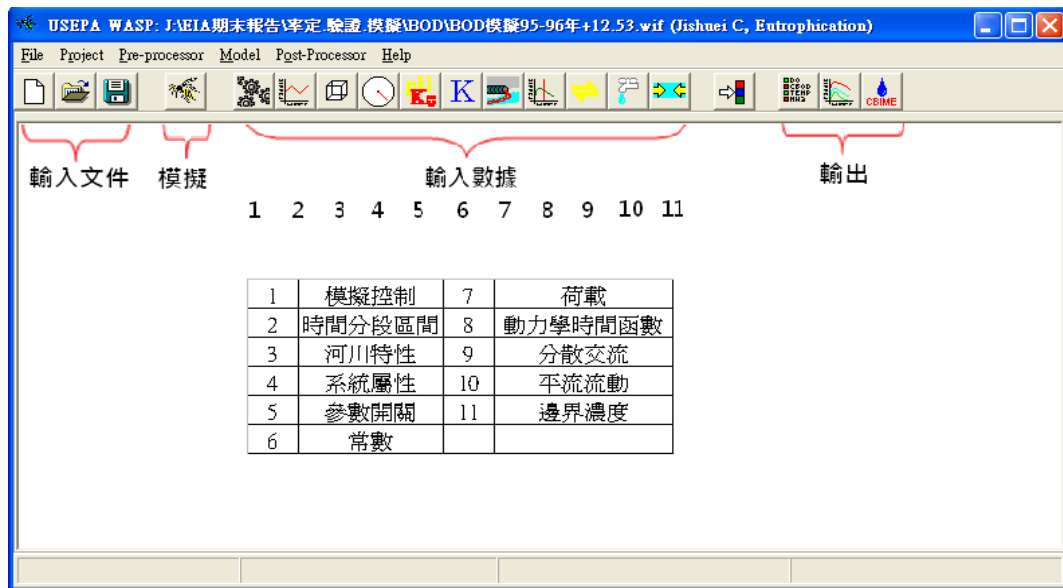 USEPA WASP: J:\EIA期末報告\率定.驗證.模擬\BOD\BOD模擬95-96年+12.53.wif (Jishuei C, Eutrophication)
File Project Pre-processor Model Post-Processor Help
K K
DO CBOD TEMP NH3 CBIME
輸入文件 模擬 輸入數據 輸出
1 2 3 4 5 6 7 8 9 10 11
1 模擬控制 7 荷載
2 時間分段區間 8 動力學時間函數
3 河川特性 9 分散交流
4 系統屬性 10 平流流動
5 參數開關 11 邊界濃度
6 常數